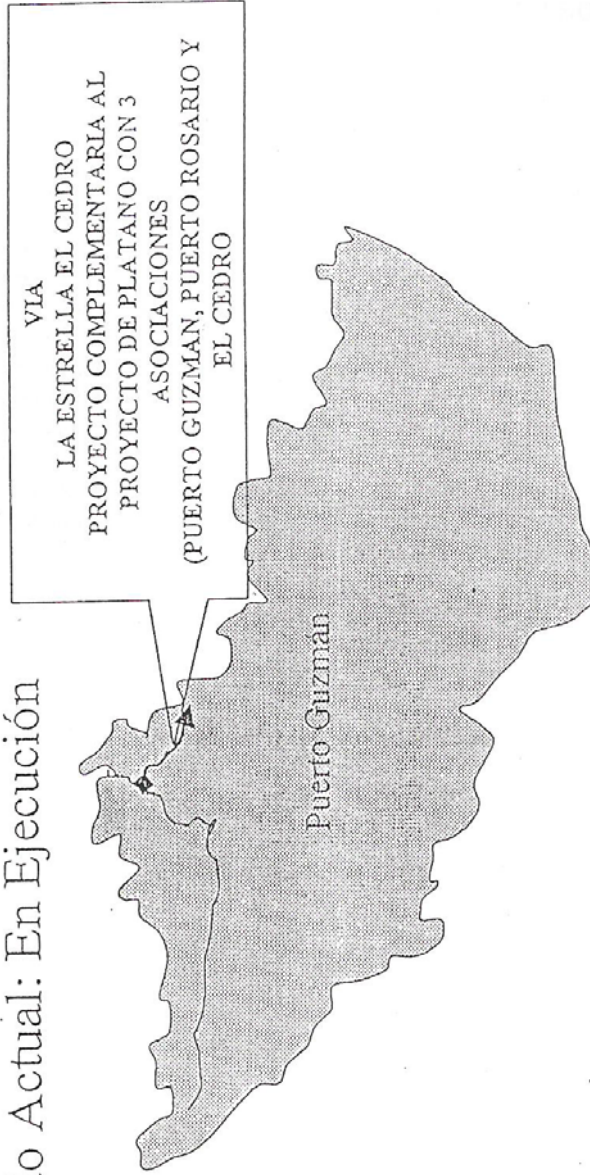 o Actual: En Ejecución
VIA
LA ESTRELLA EL CEDRO
PROYECTO COMPLEMENTARIA AL
PROYECTO DE PLATANO CON 3
ASOCIACIONES
(PUERTO GUZMAN, PUERTO ROSARIO Y
EL CEDRO
Puerto Guzmán